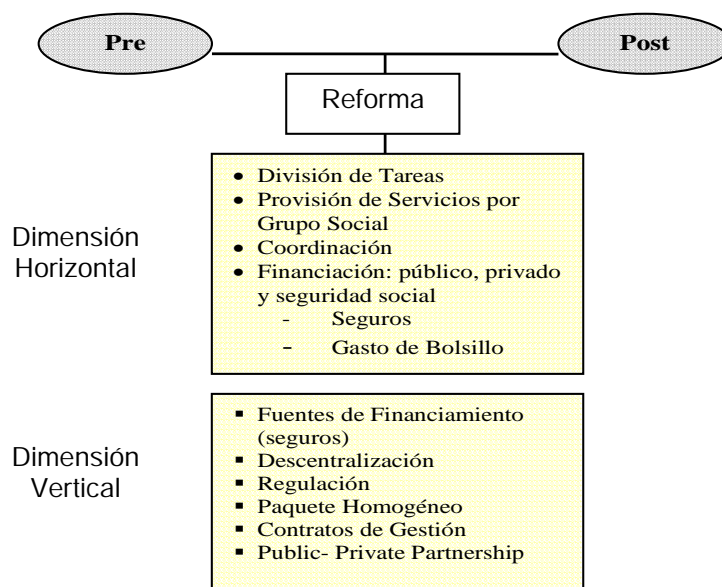 Pre
Post
Reforma
Dimensión
Horizontal
• División de Tareas
• Provisión de Servicios por
Grupo Social
• Coordinación
• Financiación: público, privado
y seguridad social
- Seguros
- Gasto de Bolsillo
Dimensión
Vertical
▪ Fuentes de Financiamiento
(seguros)
▪ Descentralización
▪ Regulación
▪ Paquete Homogéneo
▪ Contratos de Gestión
▪ Public- Private Partnership